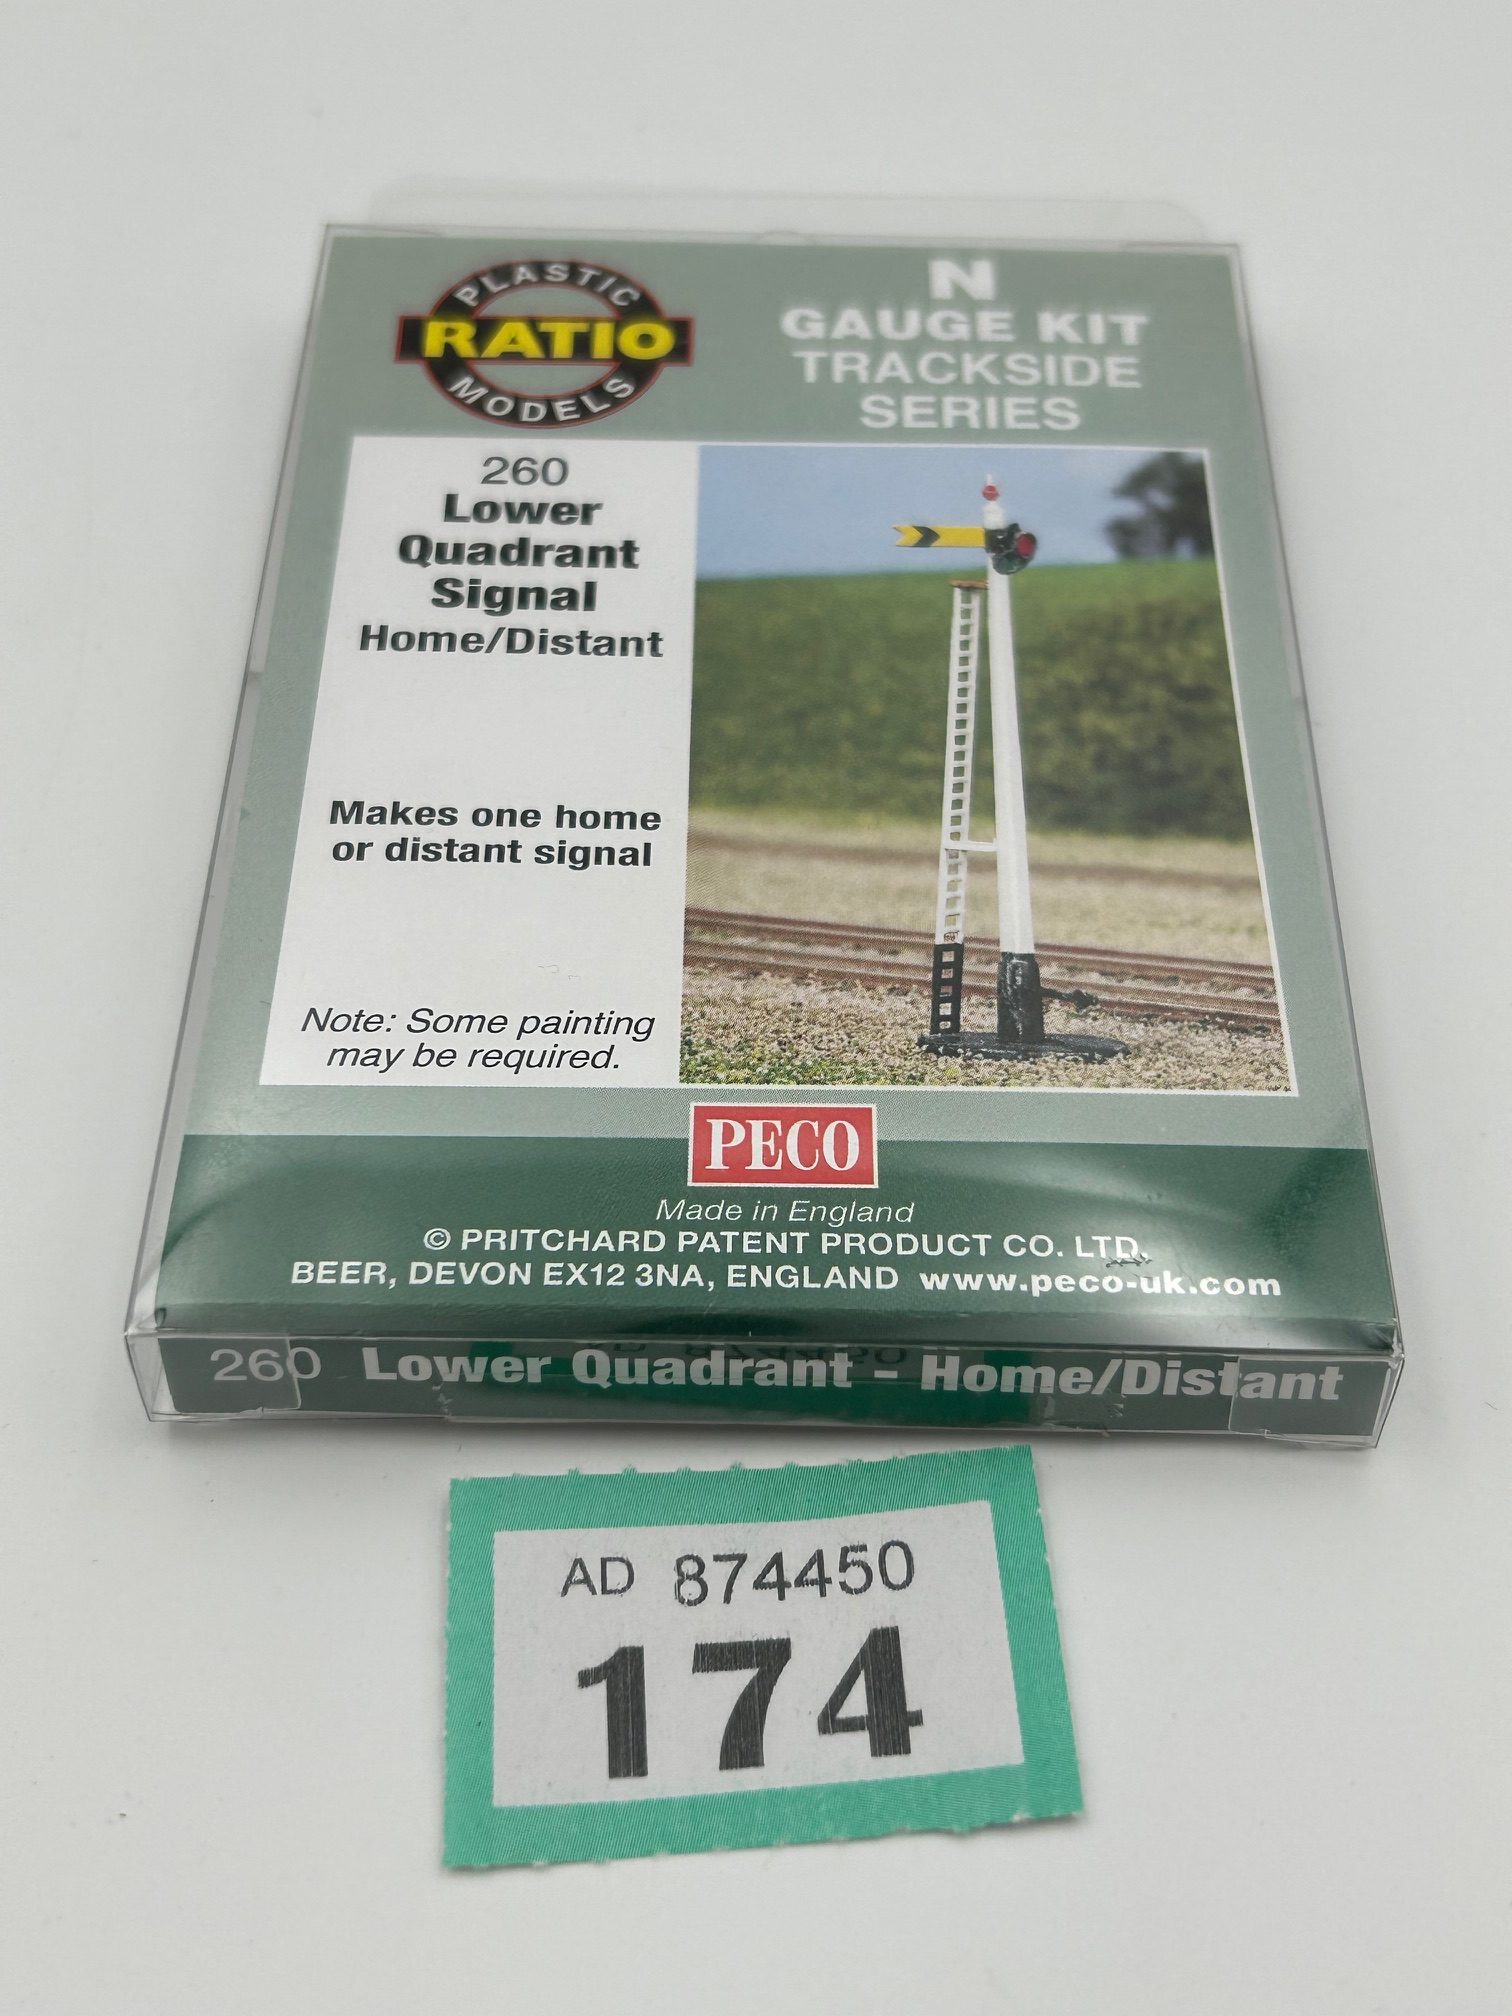 PLASTIC
RATIO
MODELS
N
GAUGE KIT
TRACKSIDE
SERIES
260
Lower
Quadrant
Signal
Home/Distant
Makes one home
or distant signal
Note: Some painting
may be required.
PECO
Made in England
© PRITCHARD PATENT PRODUCT CO. LTD.
BEER, DEVON EX12 3NA, ENGLAND www.peco-uk.com
260 Lower Quadrant - Home/Distant
AD 874450
174